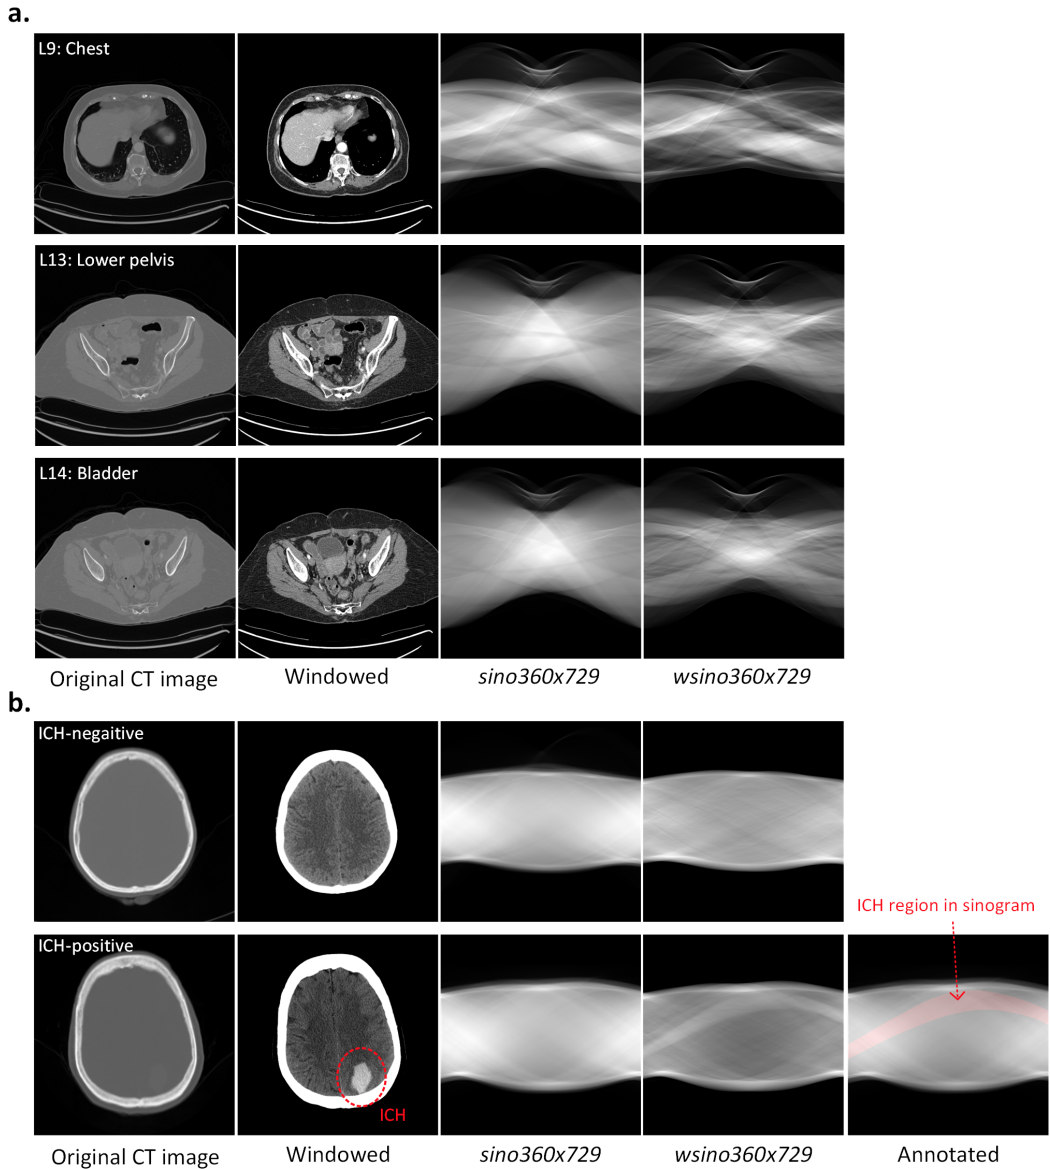 a.
L9: Chest
L13: Lower pelvis
L14: Bladder
Original CT image Windowed sino360x729 wsino360x729
b.
ICH-negaitive
ICH region in sinogram
ICH-positive
ICH
Original CT image Windowed sino360x729 wsino360x729 Annotated